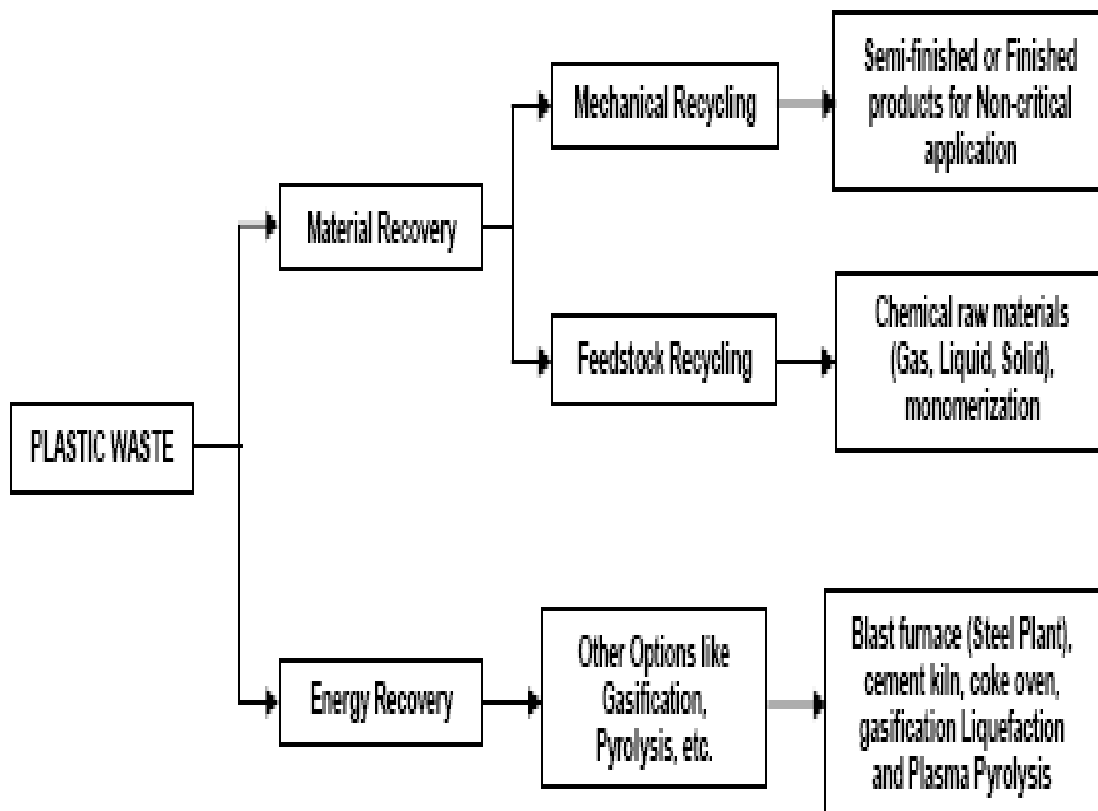 PLASTIC WASTE
Material Recovery
Mechanical Recycling
Semi-finished or Finished
products for Non-critical
application
Feedstock Recycling
Chemical raw materials
(Gas, Liquid, Solid),
monomerization
Energy Recovery
Other Options like
Gasification,
Pyrolysis, etc.
Blast furnace (Steel Plant),
cement kiln, coke oven,
gasification Liquefaction
and Plasma Pyrolysis